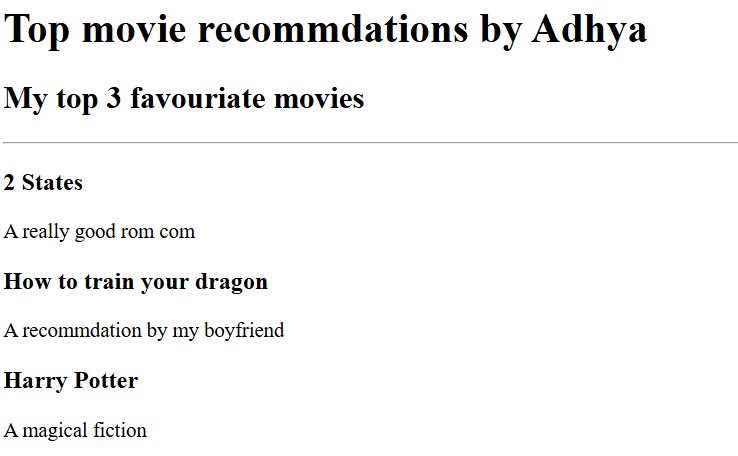 Top movie recommdations by Adhya
My top 3 favouriate movies
2 States
A really good rom com
How to train your dragon
A recommdation by my boyfriend
Harry Potter
A magical fiction